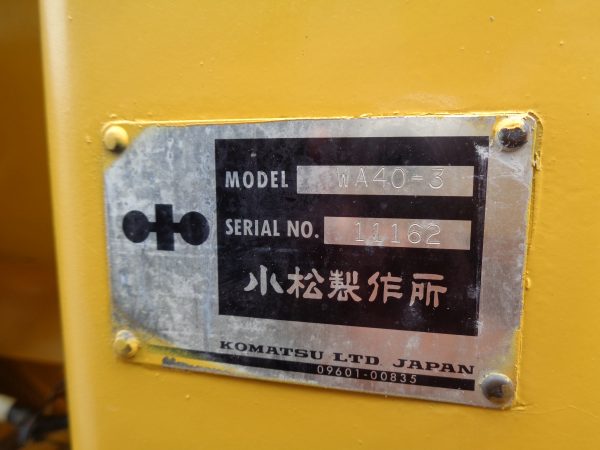 MODEL WA40-3
SERIAL NO. 11162
小松製作所
KOMATSU LTD. JAPAN
09601-00835